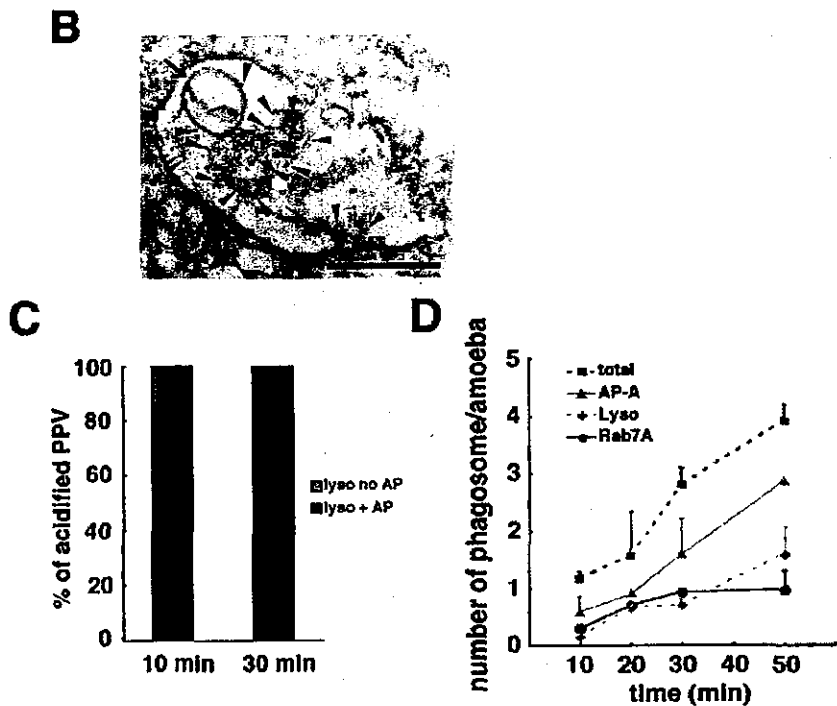 B
C
% of acidified PPV
100
80
60
40
20
0
10 min
30 min
lyso no AP
lyso + AP
D
number of phagosome/amoeba
5
4
3
2
1
0
total
AP-A
Lyso
Rab7A
10 20 30 40 50
time (min)